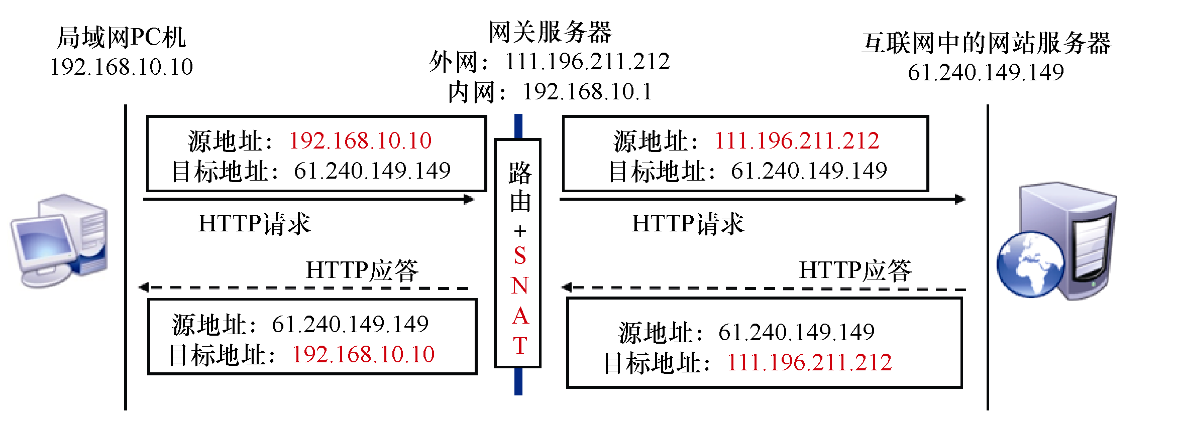 局域网PC机
192.168.10.10
网关服务器
外网：111.196.211.212
内网：192.168.10.1
互联网中的网站服务器
61.240.149.149
源地址：192.168.10.10
目标地址：61.240.149.149
HTTP请求
路由+SNAT
源地址：111.196.211.212
目标地址：61.240.149.149
HTTP请求
HTTP应答
源地址：61.240.149.149
目标地址：192.168.10.10
HTTP应答
源地址：61.240.149.149
目标地址：111.196.211.212